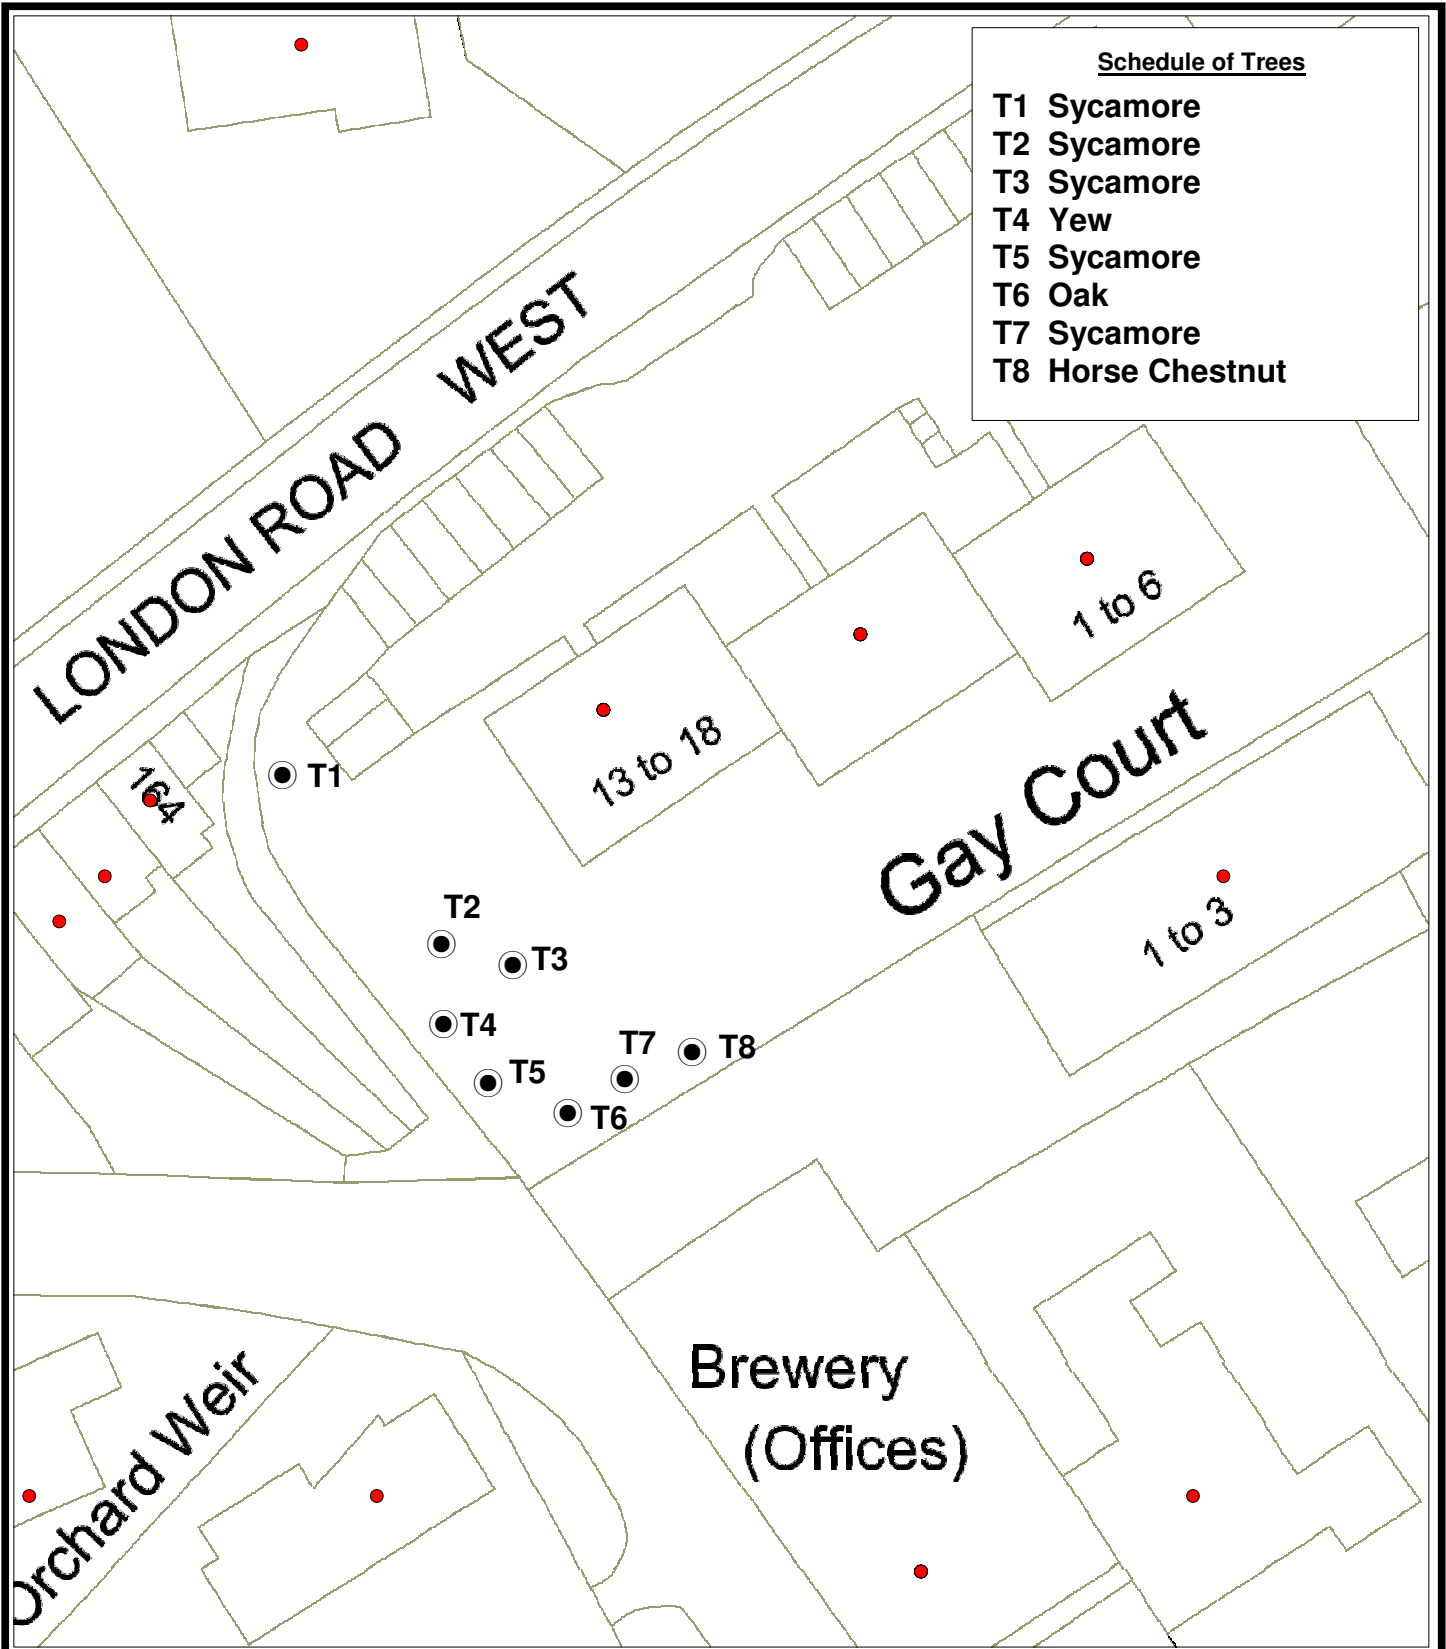 Schedule of Trees
T1 Sycamore
T2 Sycamore
T3 Sycamore
T4 Yew
T5 Sycamore
T6 Oak
T7 Sycamore
T8 Horse Chestnut
LONDON ROAD WEST
1 to 6
13 to 18
164
T1
Gay Court
T2
T3
1 to 3
T4
T7
T8
T5
T6
Brewery
(Offices)
Orchard Weir